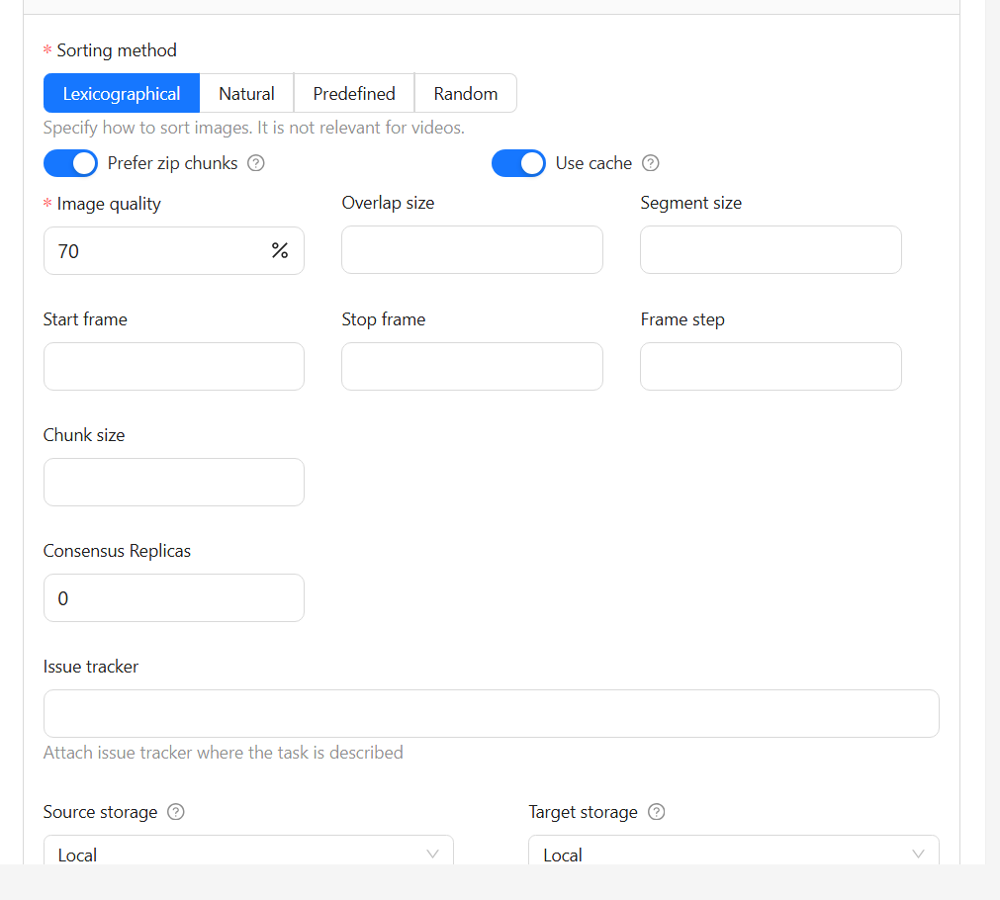 * Sorting method
Lexicographical Natural Predefined Random
Specify how to sort images. It is not relevant for videos.
Prefer zip chunks ? Use cache ?
* Image quality Overlap size Segment size
70 %
Start frame Stop frame Frame step
Chunk size
Consensus Replicas
0
Issue tracker
Attach issue tracker where the task is described
Source storage ? Target storage ?
Local Local